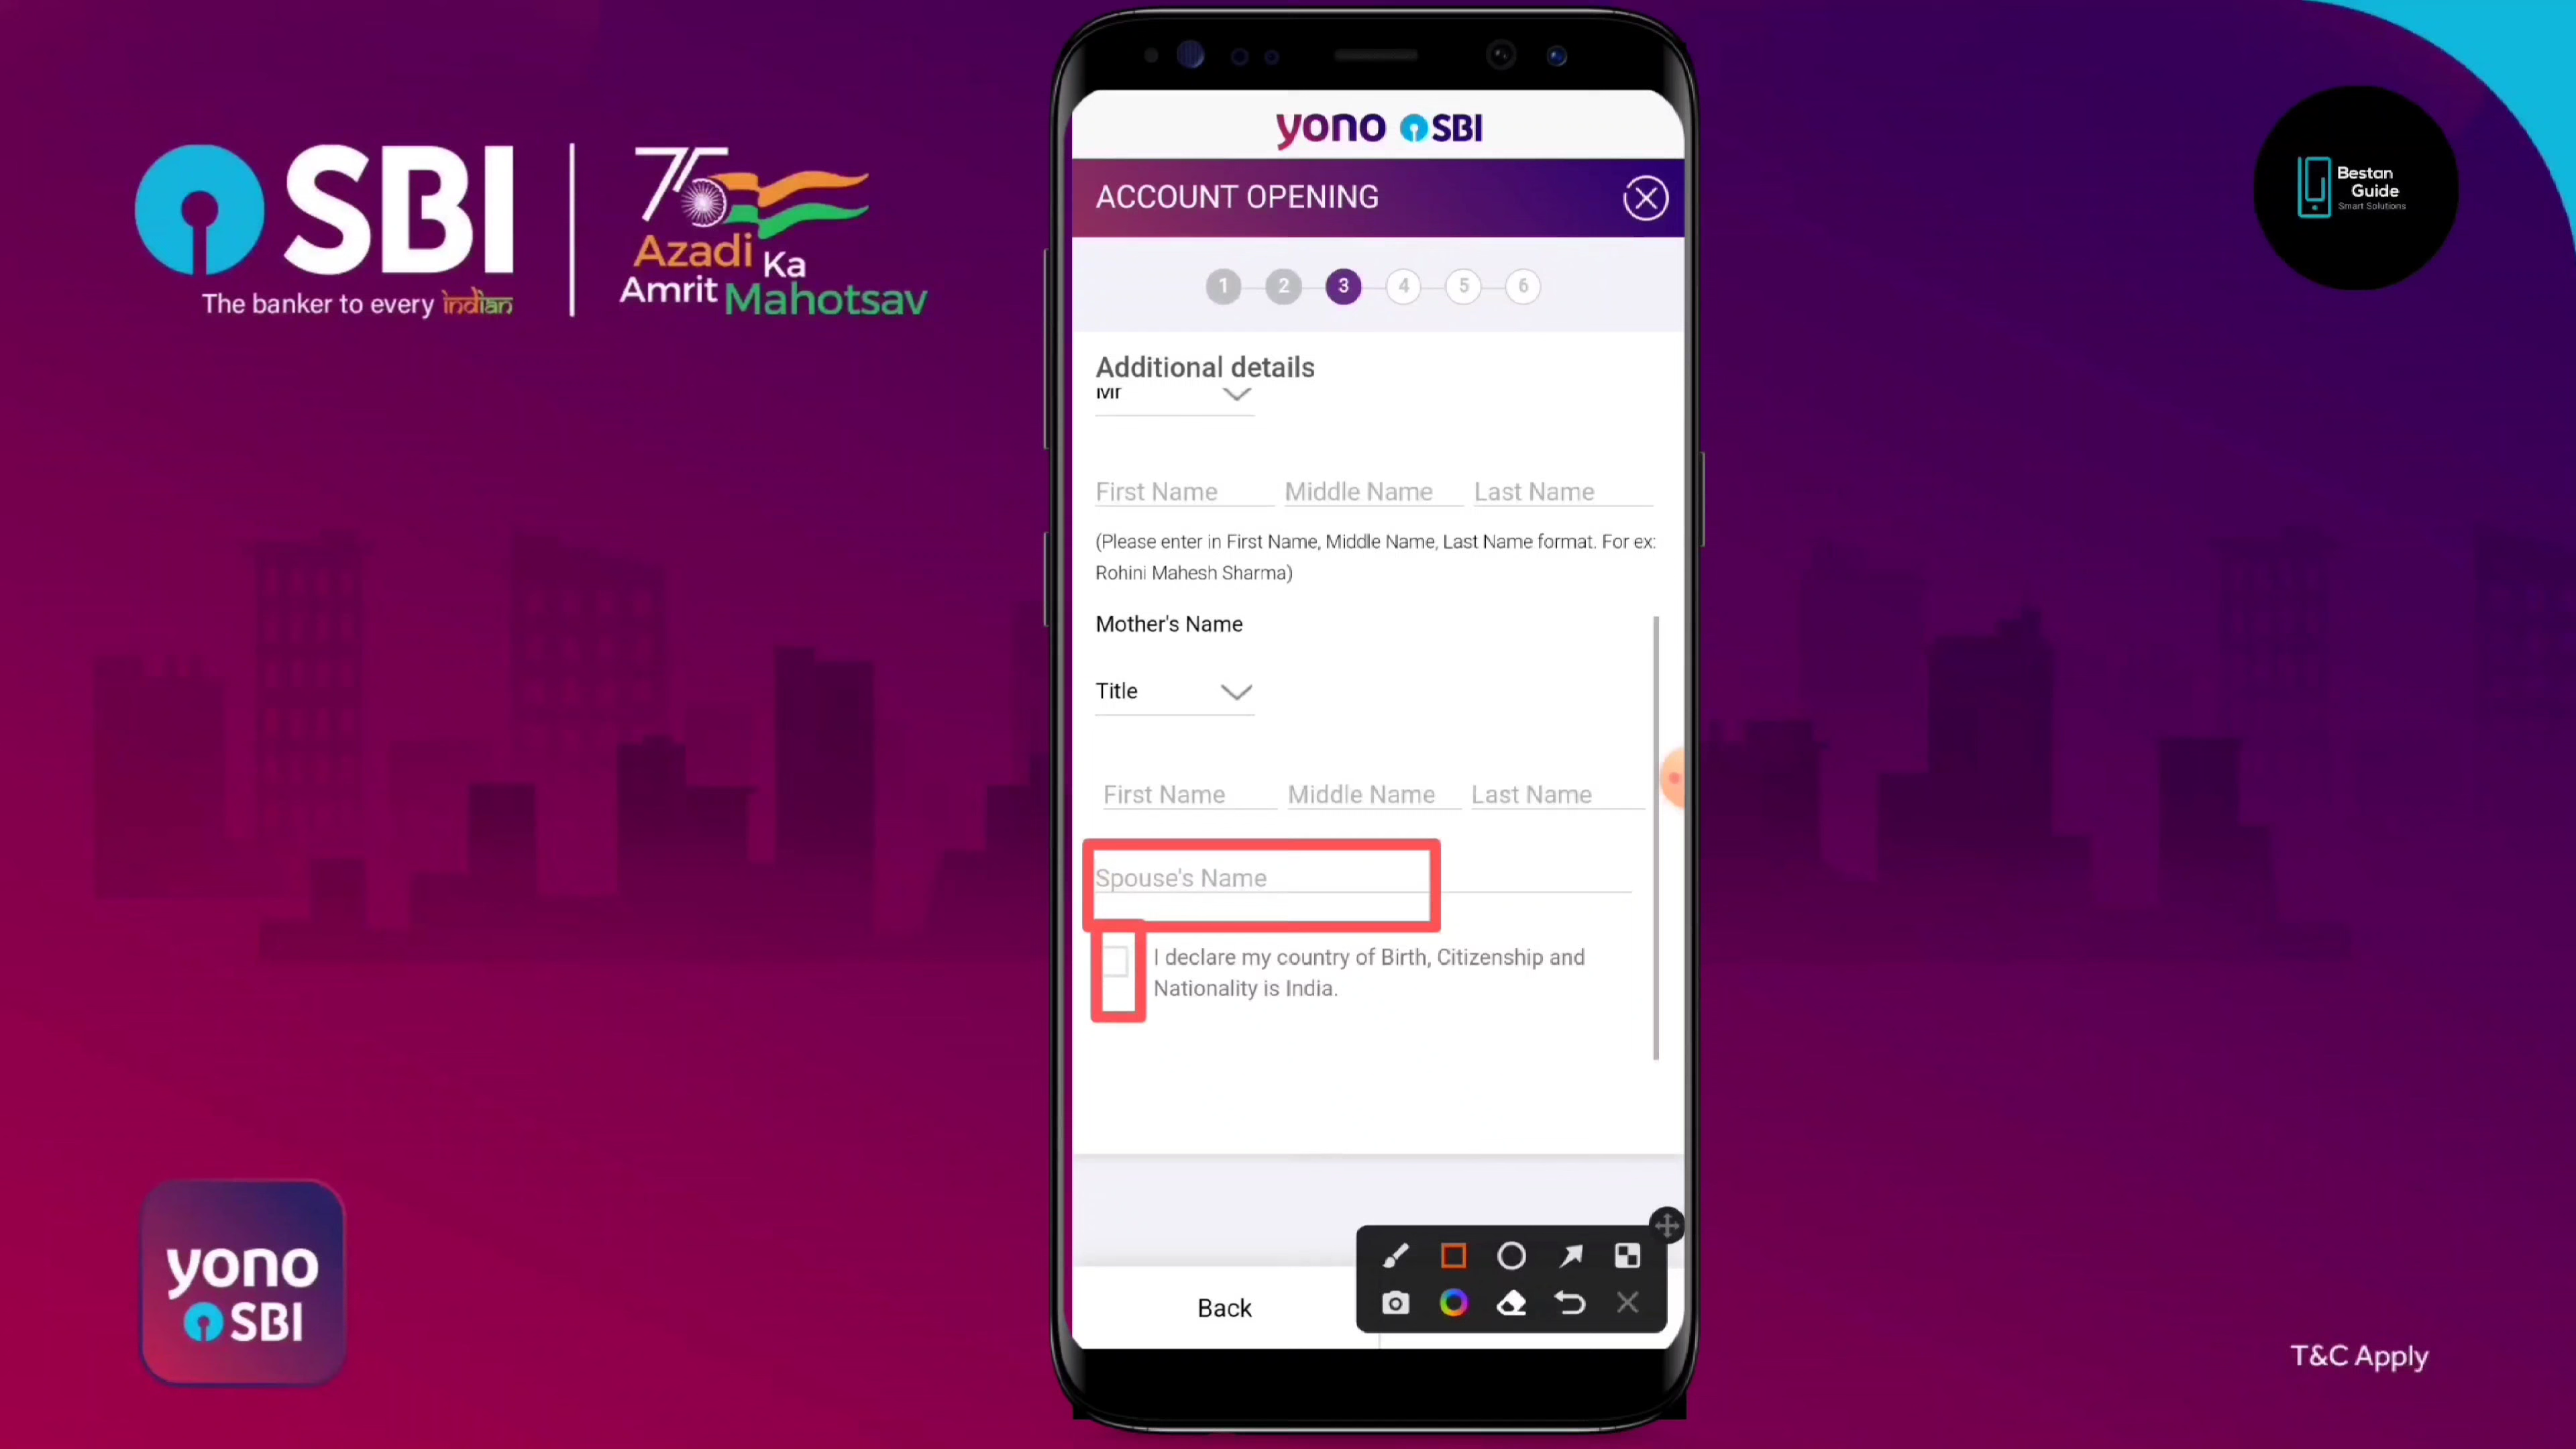 SBI
The banker to every indian
75
Azadi Ka
Amrit Mahotsav
Bestan
Guide
Smart Solutions
yono SBI
ACCOUNT OPENING
1 2 3 4 5 6
Additional details
Mr
First Name Middle Name Last Name
(Please enter in First Name, Middle Name, Last Name format. For ex:
Rohini Mahesh Sharma)
Mother's Name
Title
First Name Middle Name Last Name
Spouse's Name
I declare my country of Birth, Citizenship and
Nationality is India.
Back
yono
SBI
T&C Apply